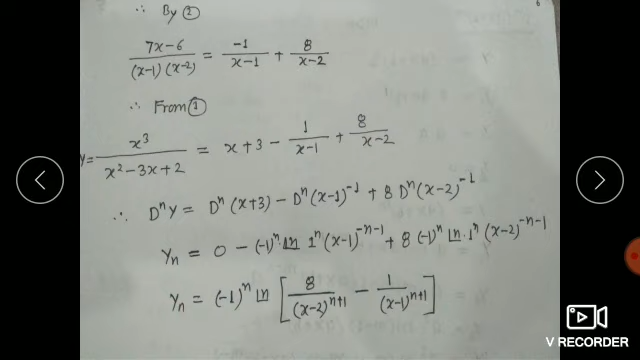 6
∴ By ②
(7x-6)/((x-1)(x-2)) = -1/(x-1) + 8/(x-2)
∴ From ①
Y = x³/(x²-3x+2) = x+3 - 1/(x-1) + 8/(x-2)
∴ DⁿY = Dⁿ(x+3) - Dⁿ(x-1)⁻¹ + 8 Dⁿ(x-2)⁻¹
Yₙ = 0 - (-1)ⁿ |n 1ⁿ (x-1)⁻ⁿ⁻¹ + 8 (-1)ⁿ |n . 1ⁿ (x-2)⁻ⁿ⁻¹
Yₙ = (-1)ⁿ |n [ 8/(x-2)ⁿ⁺¹ - 1/(x-1)ⁿ⁺¹ ]
V RECORDER